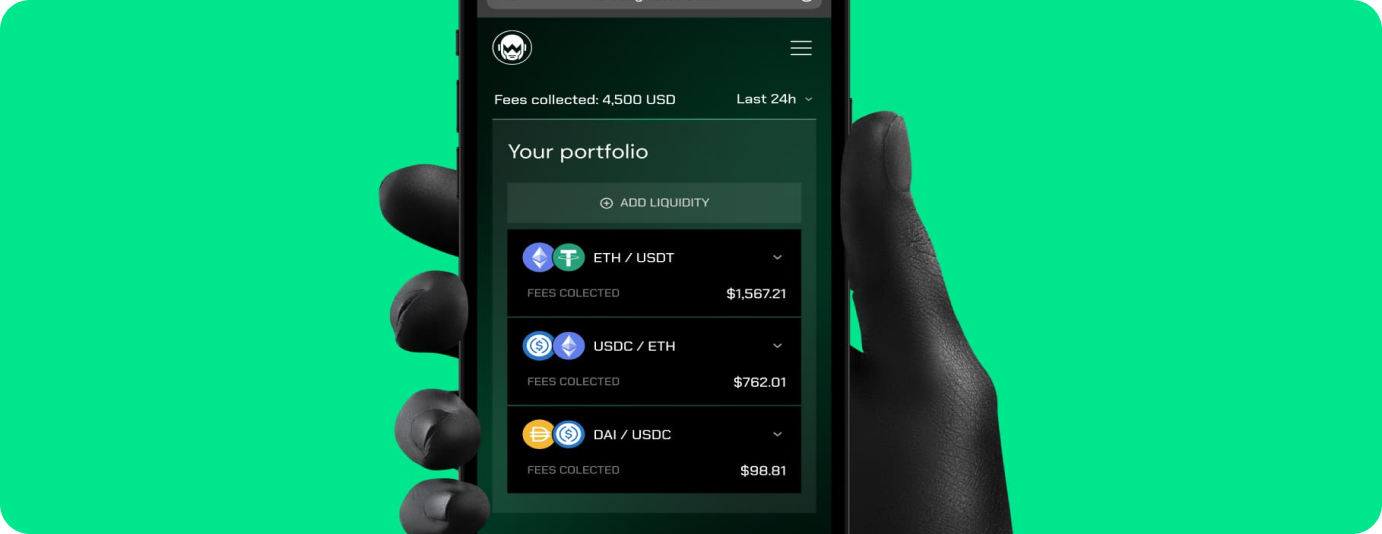 Fees collected: 4,500 USD Last 24h
Your portfolio
ADD LIQUIDITY
ETH / USDT
FEES COLECTED $1,567.21
USDC / ETH
FEES COLECTED $762.01
DAI / USDC
FEES COLECTED $98.81